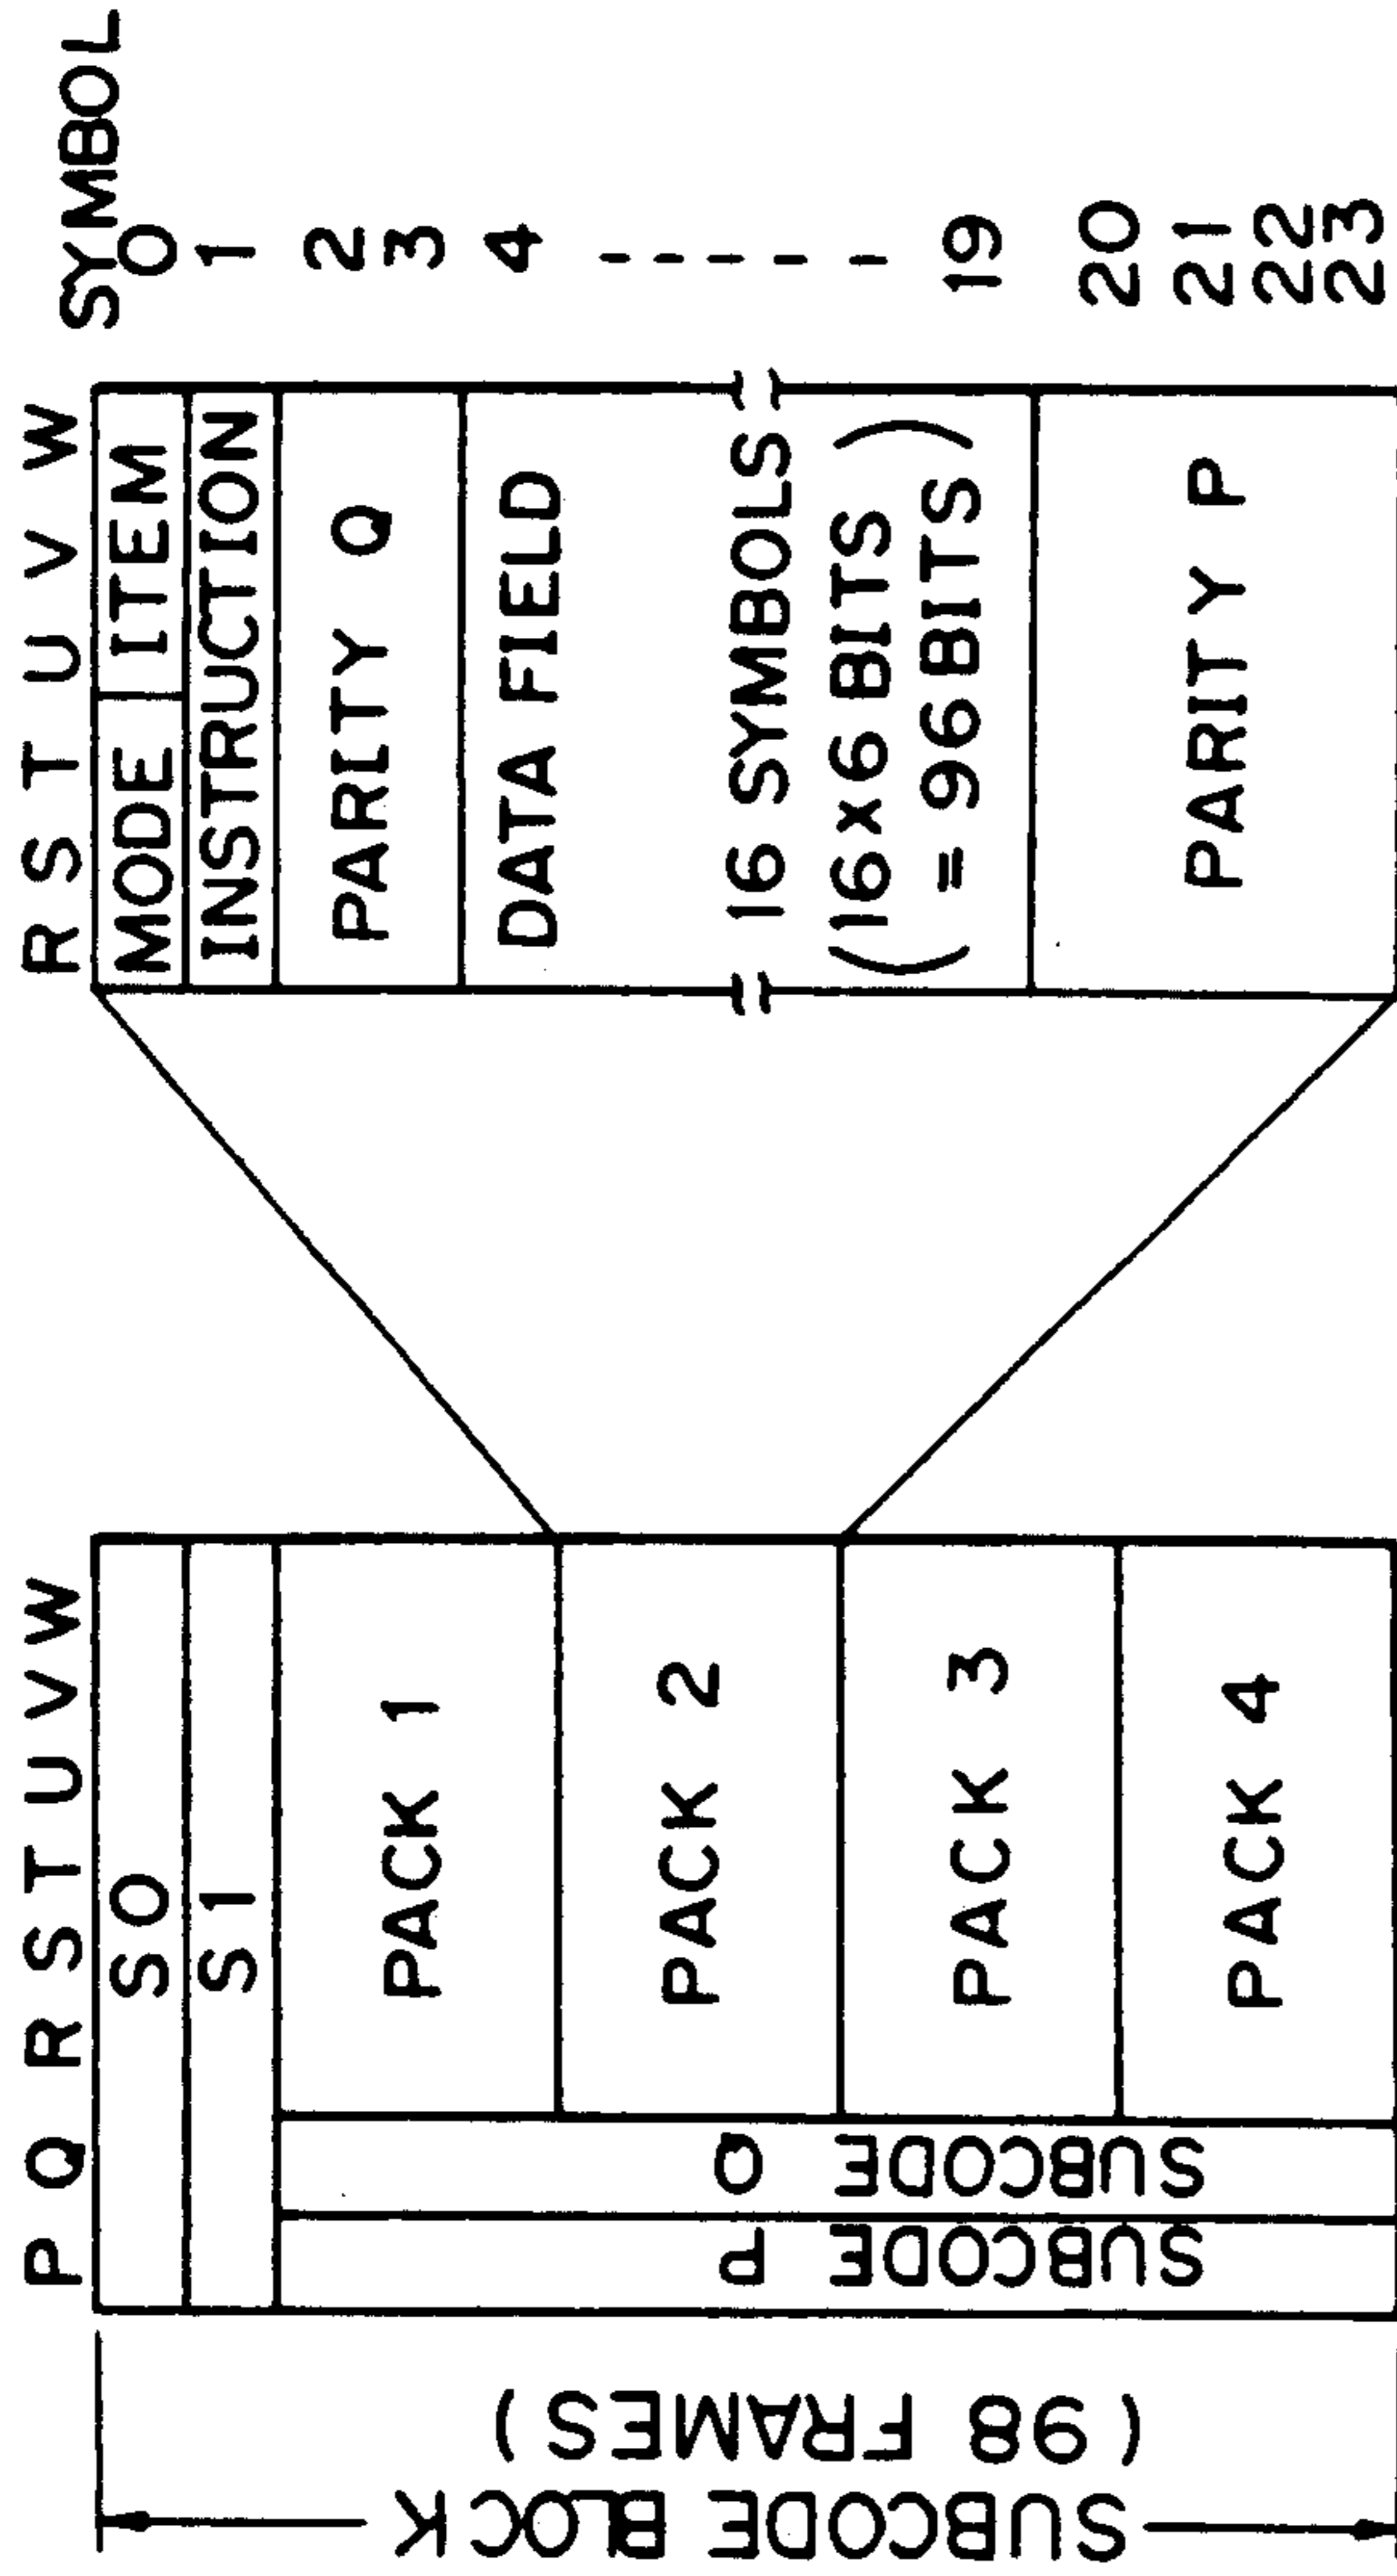 P Q R S T U V W
S0
S1
PACK 1
PACK 2
PACK 3
PACK 4
SUBCODE P
SUBCODE Q
SUBCODE BLOCK
(98 FRAMES)
R S T U V W
SYMBOL
MODE ITEM
0
INSTRUCTION
1
PARITY Q
2
3
DATA FIELD
4
16 SYMBOLS
(16×6 BITS)
(= 96 BITS)
19
PARITY P
20
21
22
23